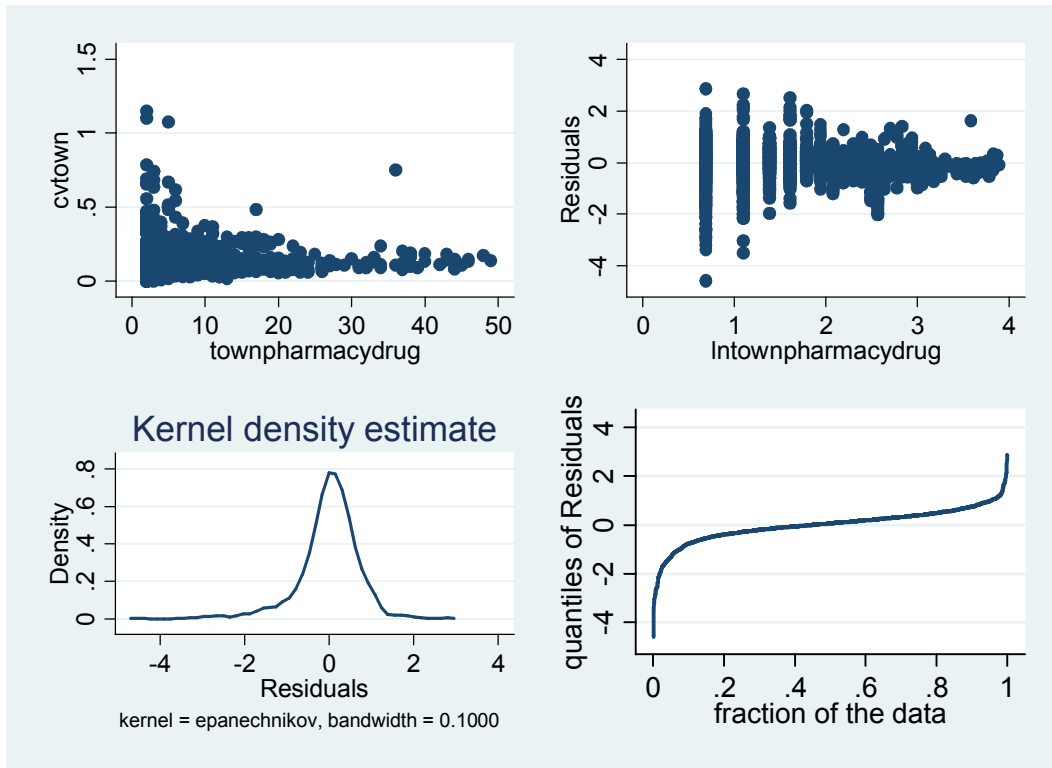 cvtown
0 .5 1 1.5
0 10 20 30 40 50
townpharmacydrug
Residuals
-4 -2 0 2 4
0 1 2 3 4
lntownpharmacydrug
Kernel density estimate
Density
0 .2 .4 .6 .8
-4 -2 0 2 4
Residuals
kernel = epanechnikov, bandwidth = 0.1000
quantiles of Residuals
-4 -2 0 2 4
0 .2 .4 .6 .8 1
fraction of the data